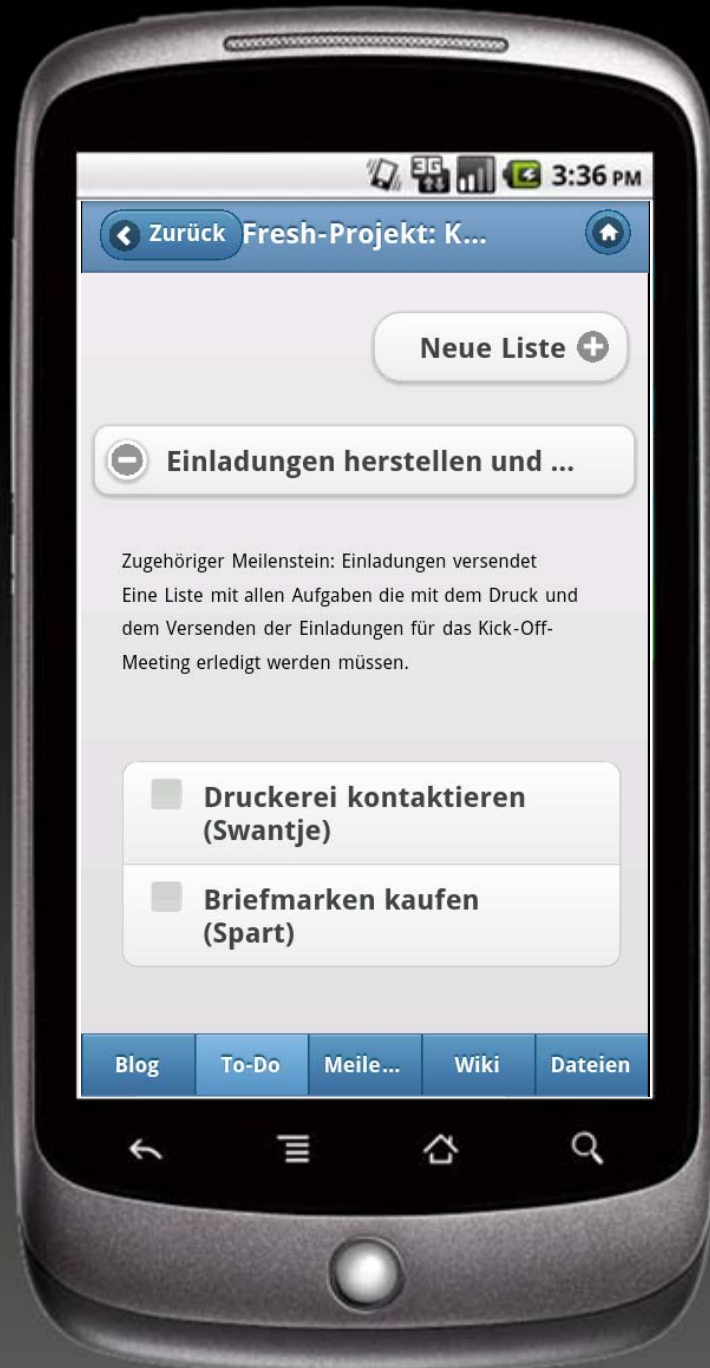 3G
3:36 PM
Zurück Fresh-Projekt: K...
Neue Liste
Einladungen herstellen und ...
Zugehöriger Meilenstein: Einladungen versendet
Eine Liste mit allen Aufgaben die mit dem Druck und
dem Versenden der Einladungen für das Kick-Off-
Meeting erledigt werden müssen.
Druckerei kontaktieren
(Swantje)
Briefmarken kaufen
(Spart)
Blog To-Do Meile... Wiki Dateien